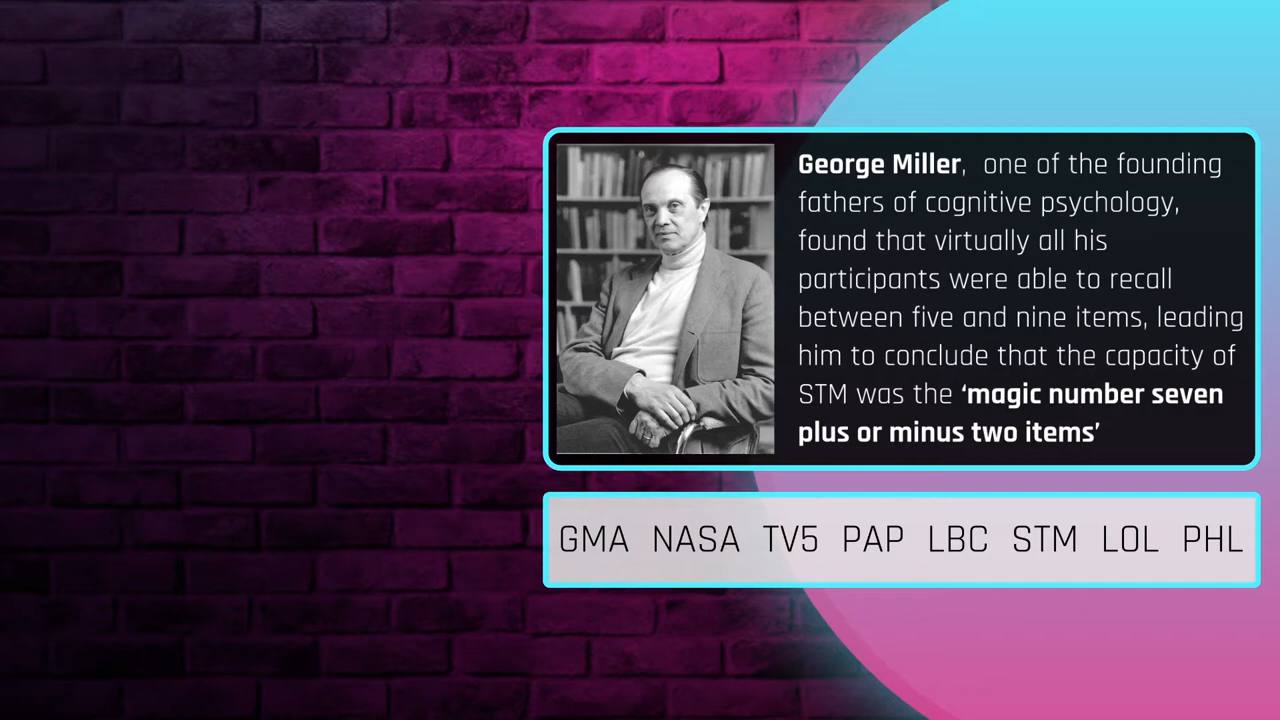 George Miller,  one of the founding
fathers of cognitive psychology,
found that virtually all his
participants were able to recall
between five and nine items, leading
him to conclude that the capacity of
STM was the ‘magic number seven
plus or minus two items’
GMA NASA TV5 PAP LBC STM LOL PHL